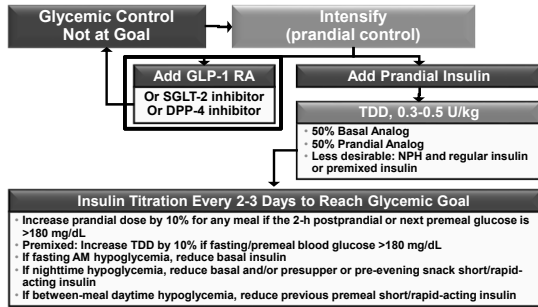 Glycemic Control
Not at Goal
Intensify
(prandial control)
Add GLP-1 RA
Or SGLT-2 inhibitor
Or DPP-4 inhibitor
Add Prandial Insulin
TDD, 0.3-0.5 U/kg
• 50% Basal Analog
• 50% Prandial Analog
• Less desirable: NPH and regular insulin
or premixed insulin
Insulin Titration Every 2-3 Days to Reach Glycemic Goal
• Increase prandial dose by 10% for any meal if the 2-h postprandial or next premeal glucose is
>180 mg/dL
• Premixed: Increase TDD by 10% if fasting/premeal blood glucose >180 mg/dL
• If fasting AM hypoglycemia, reduce basal insulin
• If nighttime hypoglycemia, reduce basal and/or presupper or pre-evening snack short/rapid-
acting insulin
• If between-meal daytime hypoglycemia, reduce previous premeal short/rapid-acting insulin